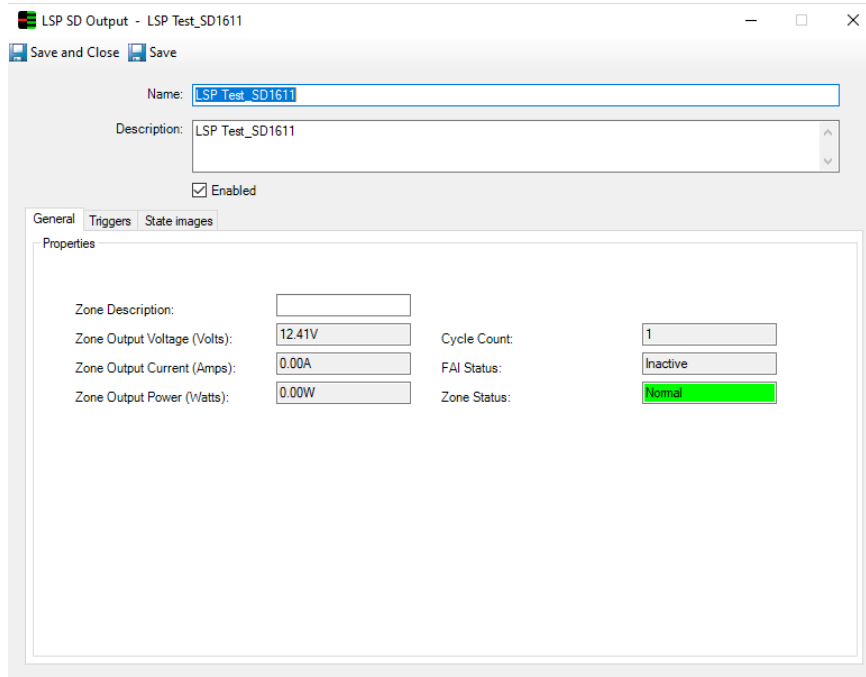 LSP SD Output - LSP Test_SD1611
Save and Close Save
Name: LSP Test_SD1611
Description: LSP Test_SD1611
Enabled
General Triggers State images
Properties
Zone Description:
Zone Output Voltage (Volts): 12.41V Cycle Count: 1
Zone Output Current (Amps): 0.00A FAI Status: Inactive
Zone Output Power (Watts): 0.00W Zone Status: Normal